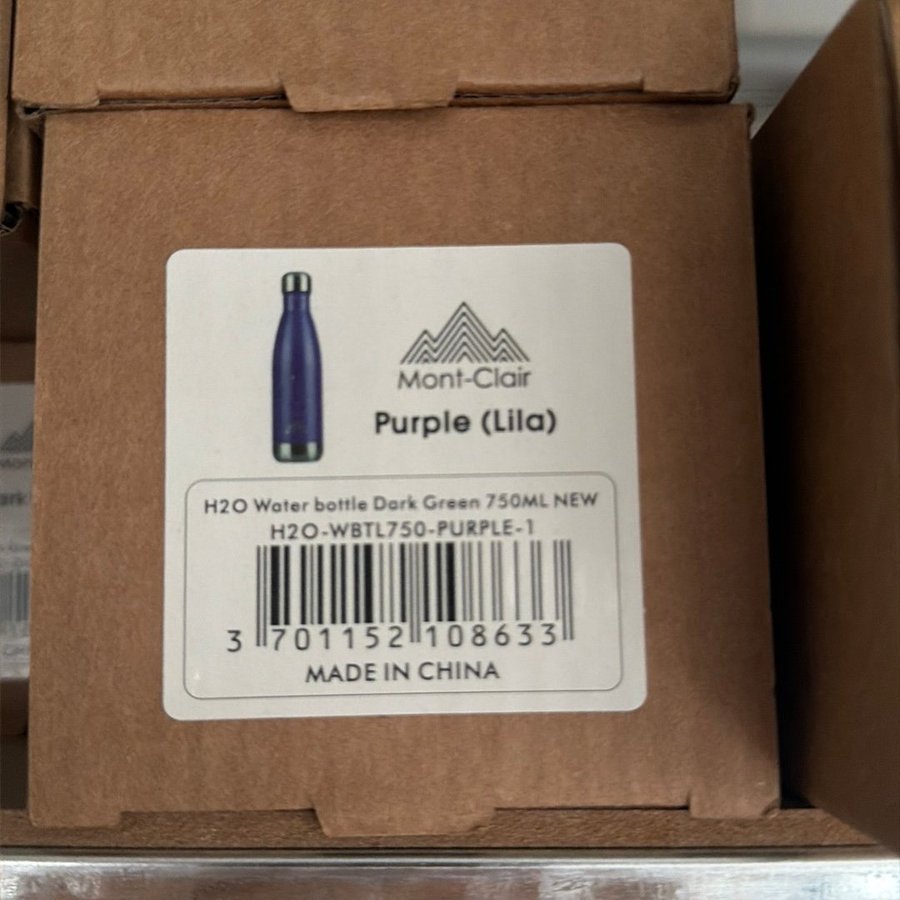 Mont-Clair
Purple (Lila)
H2O Water bottle Dark Green 750ML NEW
H2O-WBTL750-PURPLE-1
3 701152 108633
MADE IN CHINA